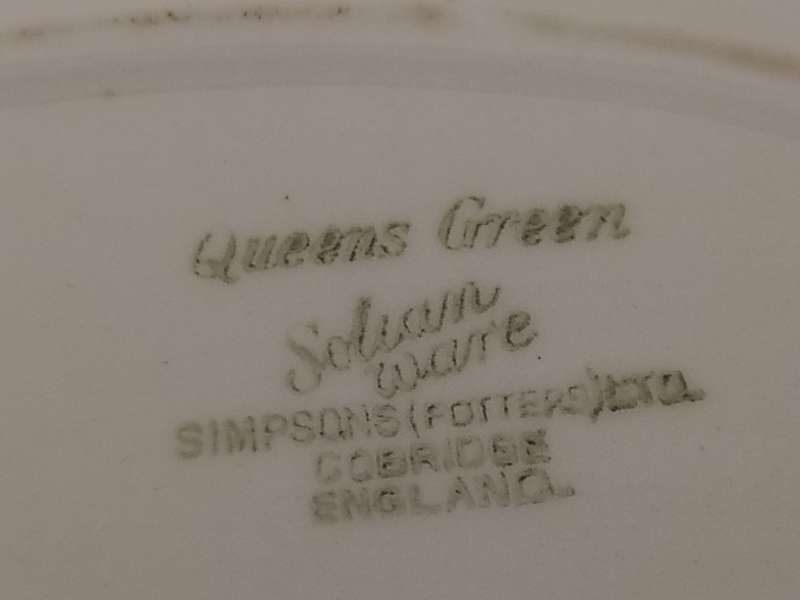 Queens Green
Solian
ware
SIMPSONS (POTTERS) LTD.
COBRIDGE
ENGLAND.